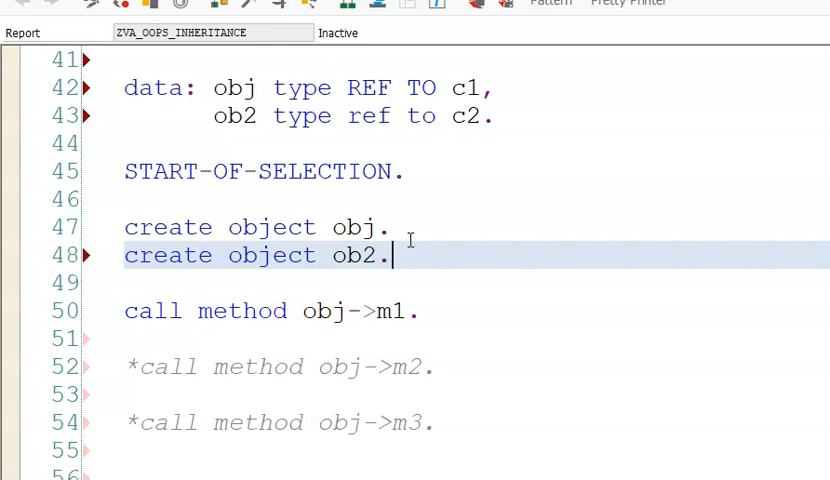 Pattern Pretty Printer
Report ZVA_OOPS_INHERITANCE Inactive
41
42 data: obj type REF TO c1,
43 ob2 type ref to c2.
44
45 START-OF-SELECTION.
46
47 create object obj.
48 create object ob2.
49
50 call method obj->m1.
51
52 *call method obj->m2.
53
54 *call method obj->m3.
55
56